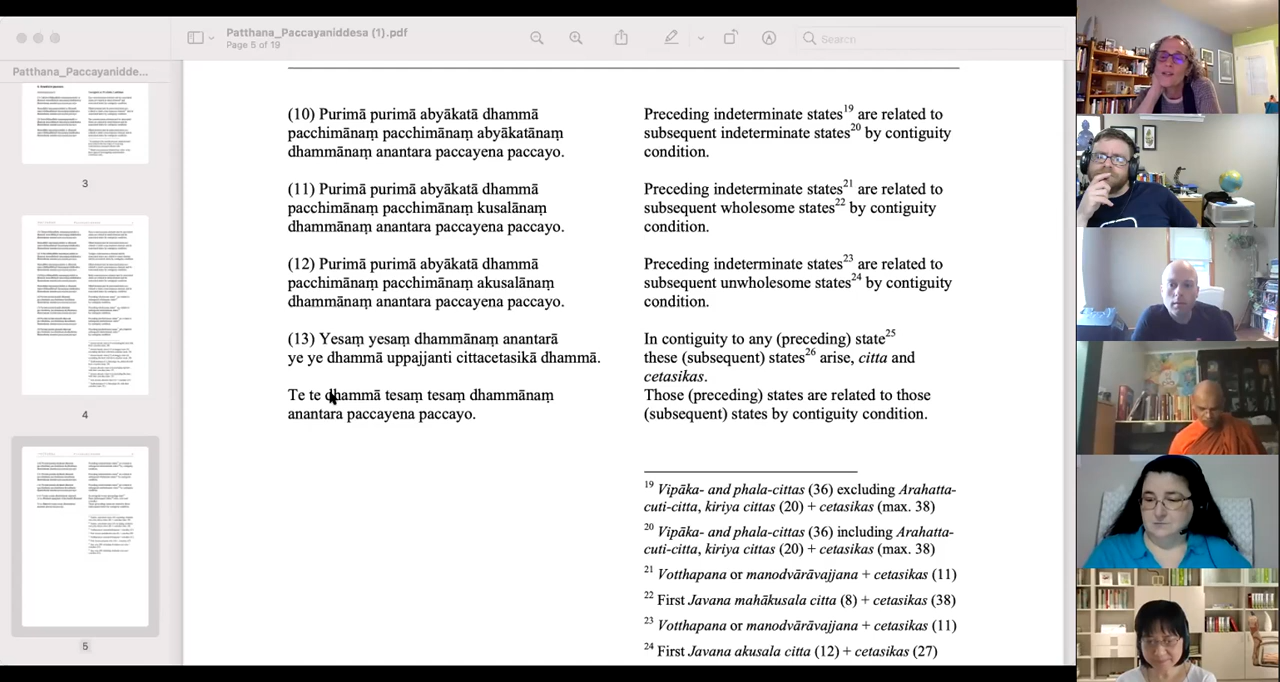 Patthana_Paccayaniddesa (1).pdf
Page 5 of 19
Search
Patthana_Paccayanidde...
3
4
5
(10) Purimā purimā abyākatā dhammā
pacchimānaṃ pacchimānaṃ abyākatānaṃ
dhammānaṃ anantara paccayena paccayo.
Preceding indeterminate states19 are related to
subsequent indeterminate states20 by contiguity
condition.
(11) Purimā purimā abyākatā dhammā
pacchimānaṃ pacchimānaṃ kusalānaṃ
dhammānaṃ anantara paccayena paccayo.
Preceding indeterminate states21 are related to
subsequent wholesome states22 by contiguity
condition.
(12) Purimā purimā abyākatā dhammā
pacchimānaṃ pacchimānaṃ akusalānaṃ
dhammānaṃ anantara paccayena paccayo.
Preceding indeterminate states23 are related to
subsequent unwholesome states24 by contiguity
condition.
(13) Yesaṃ yesaṃ dhammānaṃ anantarā
ye ye dhammā uppajjanti cittacetasikā dhammā.
In contiguity to any (preceding) state25
these (subsequent) states26 arise, citta and
cetasikas.
Te te dhammā tesaṃ tesaṃ dhammānaṃ
anantara paccayena paccayo.
Those (preceding) states are related to those
(subsequent) states by contiguity condition.
19 Vipāka- and phala-cittas (36) excluding Arahatta-
cuti-citta, kiriya cittas (20) + cetasikas (max. 38)
20 Vipāka- and phala-cittas (36) including Arahatta-
cuti-citta, kiriya cittas (20) + cetasikas (max. 38)
21 Votthapana or manodvārāvajjana + cetasikas (11)
22 First Javana mahākusala citta (8) + cetasikas (38)
23 Votthapana or manodvārāvajjana + cetasikas (11)
24 First Javana akusala citta (12) + cetasikas (27)